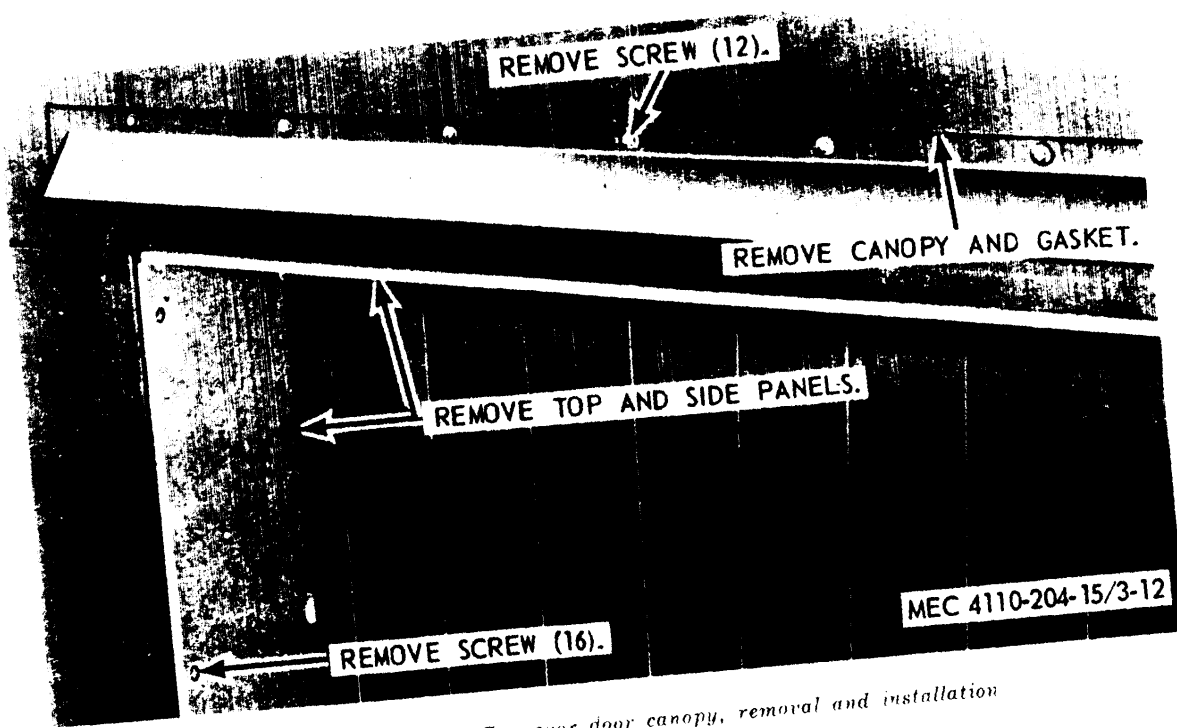 REMOVE SCREW (12).
REMOVE CANOPY AND GASKET.
REMOVE TOP AND SIDE PANELS.
MEC 4110-204-15/3-12
REMOVE SCREW (16).
door canopy, removal and installation